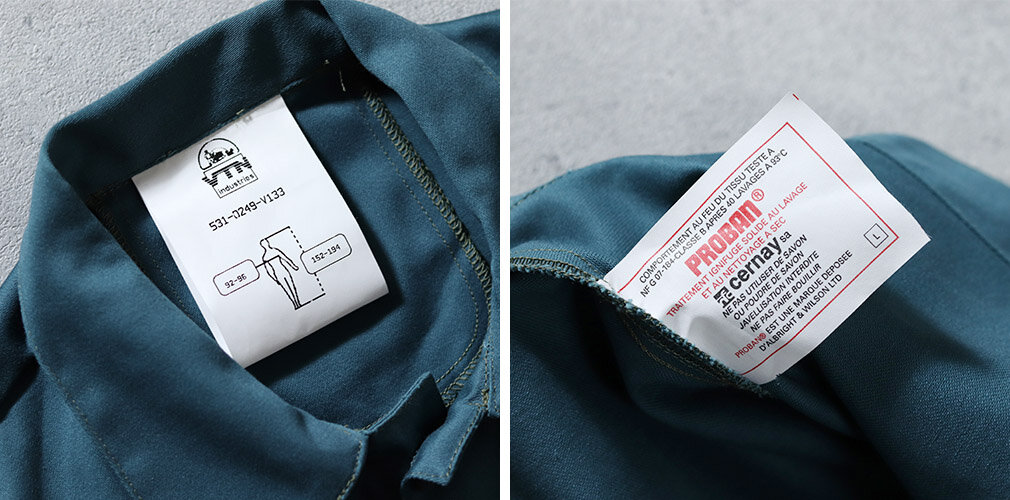 VTN
industries
531-D249-V133
152-194
92-96
COMPORTEMENT AU FEU DU TISSU TESTE A
NF G 07-184-CLASSE B APRES 40 LAVAGES A 93°C
PROBAN®
TRAITEMENT IGNIFUGE SOLIDE AU LAVAGE
ET AU NETTOYAGE A SEC
cernay sa
NE PAS UTILISER DE SAVON
OU POUDRE DE SAVON
JAVELLISATION INTERDITE
NE PAS FAIRE BOUILLIR
PROBAN® EST UNE MARQUE DEPOSEE
D'ALBRIGHT & WILSON LTD
L